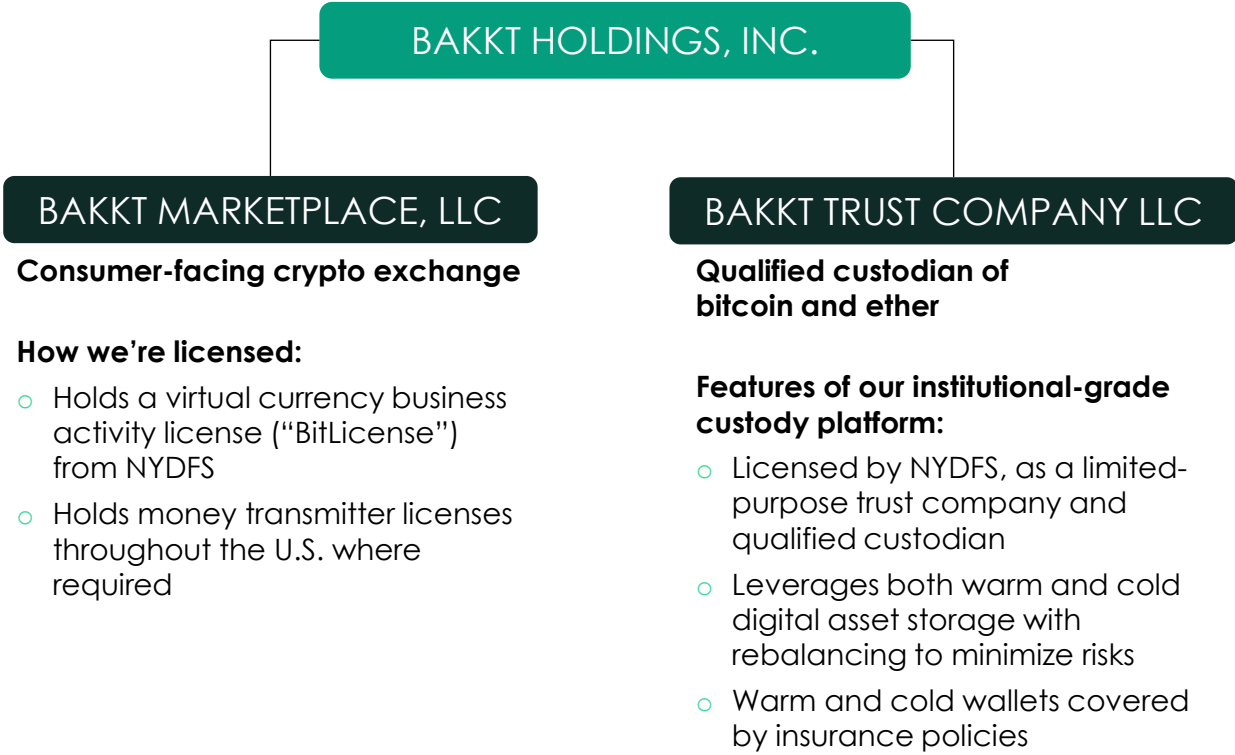 BAKKT HOLDINGS, INC.
BAKKT MARKETPLACE, LLC
Consumer-facing crypto exchange
How we’re licensed:
o Holds a virtual currency business
activity license (“BitLicense”)
from NYDFS
o Holds money transmitter licenses
throughout the U.S. where
required
BAKKT TRUST COMPANY LLC
Qualified custodian of
bitcoin and ether
Features of our institutional-grade
custody platform:
o Licensed by NYDFS, as a limited-
purpose trust company and
qualified custodian
o Leverages both warm and cold
digital asset storage with
rebalancing to minimize risks
o Warm and cold wallets covered
by insurance policies